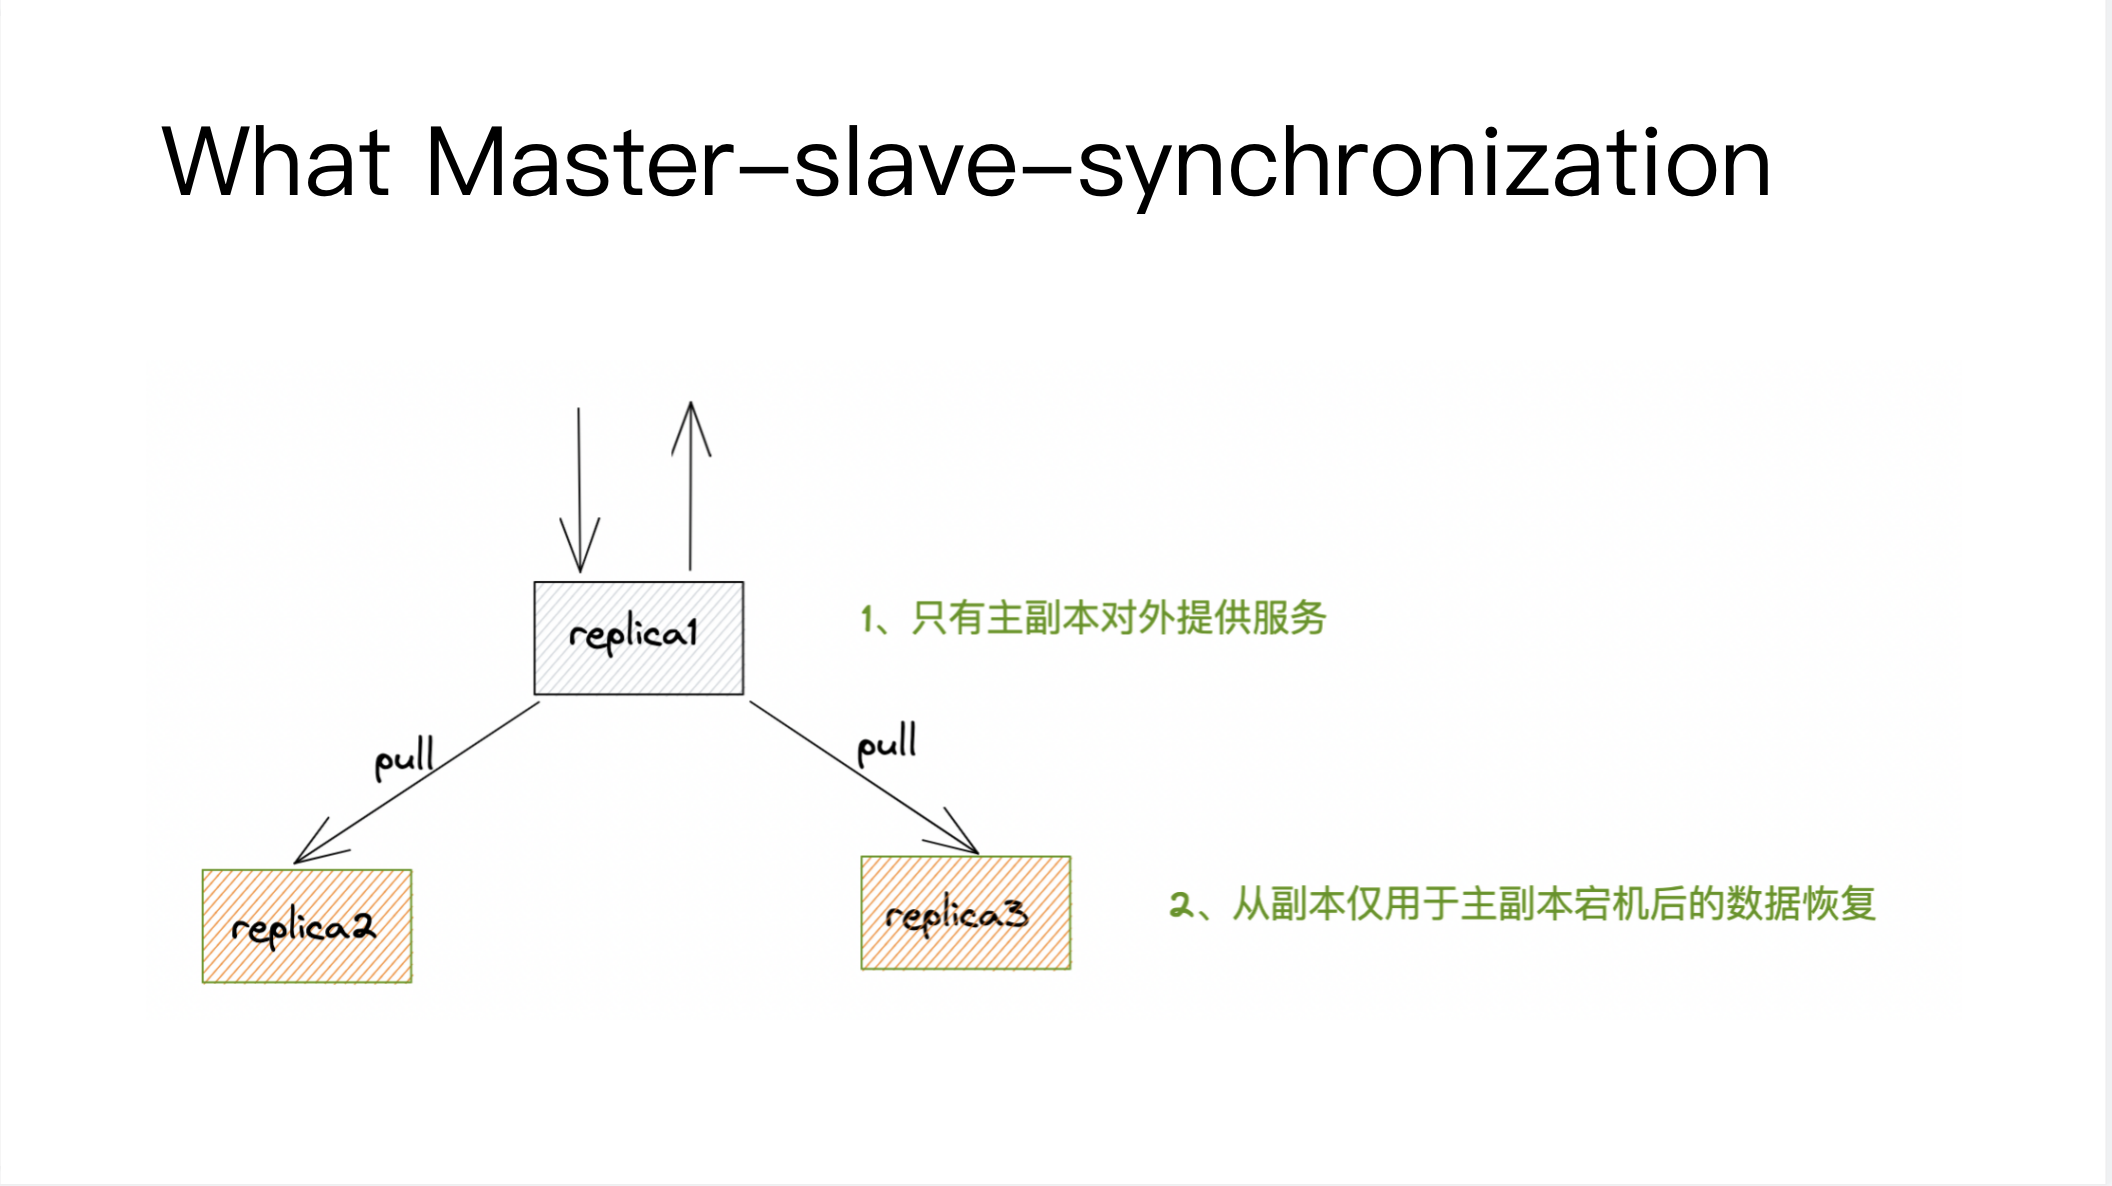 What Master–slave–synchronization
replica1
1、只有主副本对外提供服务
pull
pull
replica2
replica3
2、从副本仅用于主副本宕机后的数据恢复